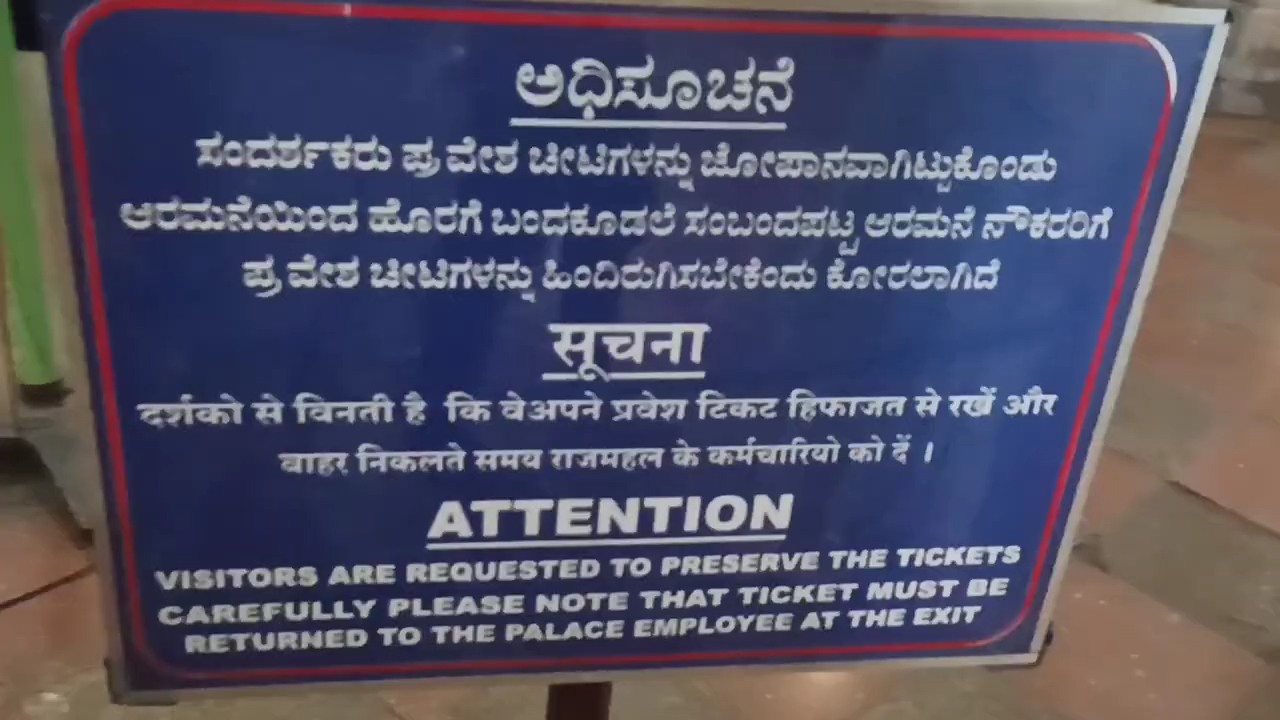 ಅಧಿಸೂಚನೆ
ಸಂದರ್ಶಕರು ಪ್ರವೇಶ ಚೀಟಿಗಳನ್ನು ಜೋಪಾನವಾಗಿಟ್ಟುಕೊಂಡು
ಅರಮನೆಯಿಂದ ಹೊರಗೆ ಬಂದಕೂಡಲೆ ಸಂಬಂದಪಟ್ಟ ಅರಮನೆ ನೌಕರರಿಗೆ
ಪ್ರವೇಶ ಚೀಟಿಗಳನ್ನು ಹಿಂದಿರುಗಿಸಬೇಕೆಂದು ಕೋರಲಾಗಿದೆ
सूचना
दर्शको से विनती है कि वेअपने प्रवेश टिकट हिफाजत से रखें और
बाहर निकलते समय राजमहल के कर्मचारियो को दें ।
ATTENTION
VISITORS ARE REQUESTED TO PRESERVE THE TICKETS
CAREFULLY PLEASE NOTE THAT TICKET MUST BE
RETURNED TO THE PALACE EMPLOYEE AT THE EXIT